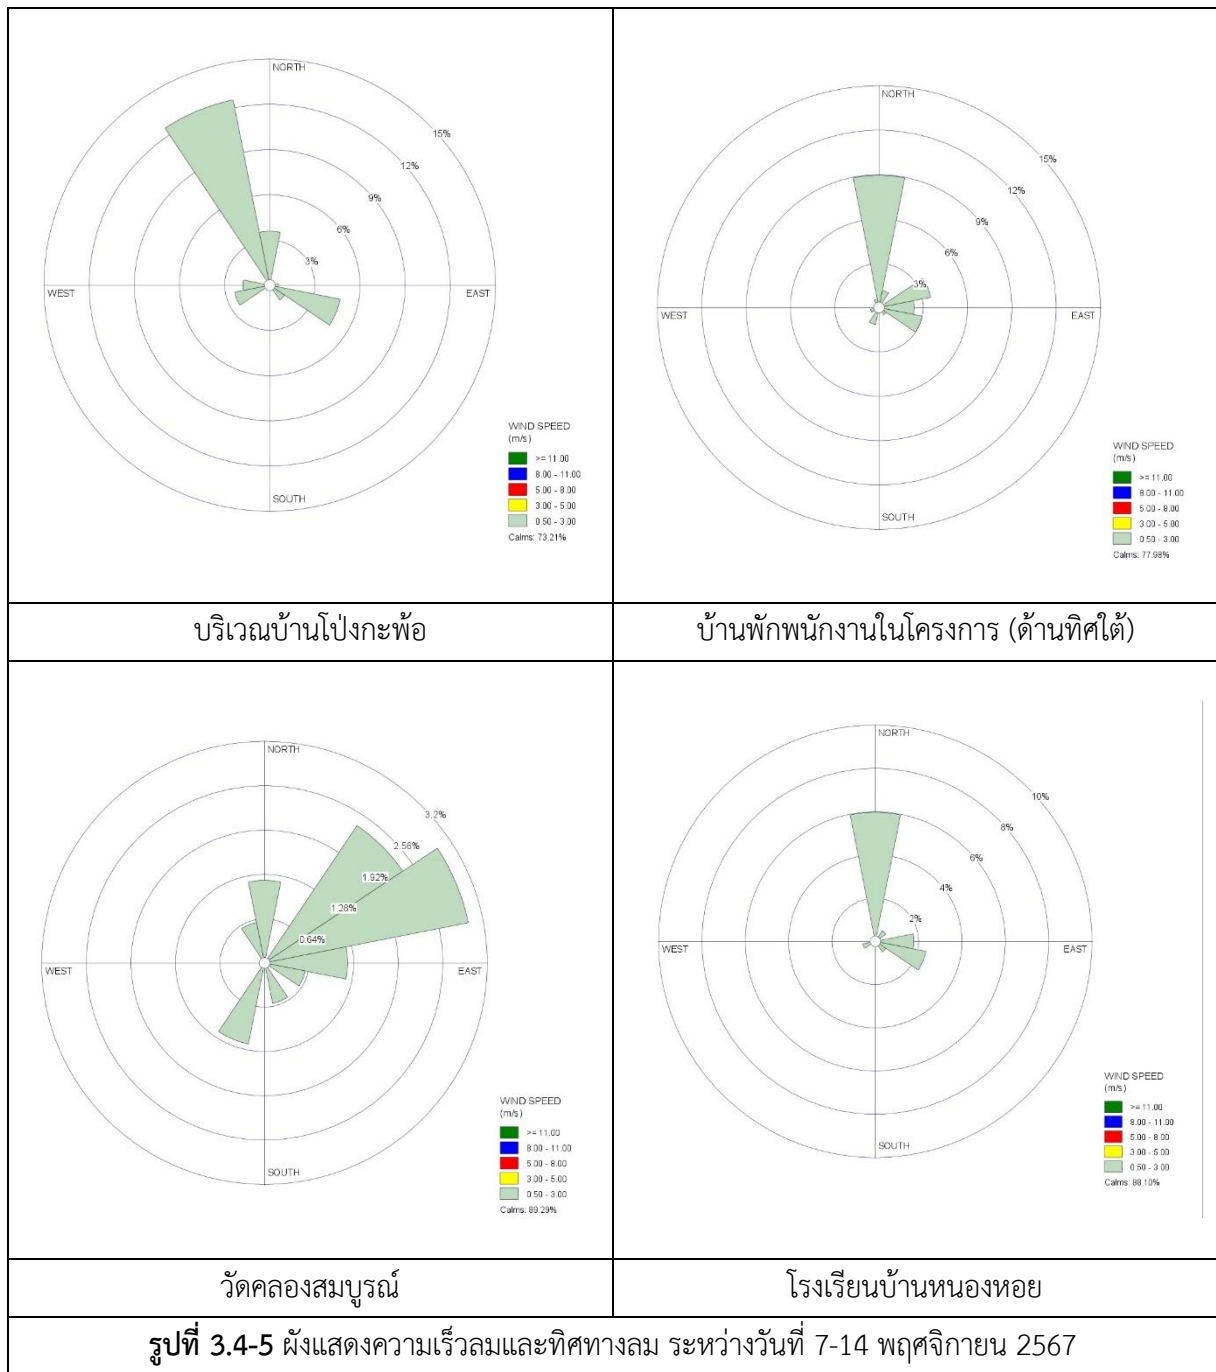 NORTH
15%
12%
9%
6%
3%
WEST
EAST
SOUTH
WIND SPEED
(m/s)
>= 11.00
8.00 - 11.00
5.00 - 8.00
3.00 - 5.00
0.50 - 3.00
Calms: 73.21%
บริเวณบ้านโป่งกะพ้อ
NORTH
15%
12%
9%
6%
3%
WEST
EAST
SOUTH
WIND SPEED
(m/s)
>= 11.00
8.00 - 11.00
5.00 - 8.00
3.00 - 5.00
0.50 - 3.00
Calms: 77.98%
บ้านพักพนักงานในโครงการ (ด้านทิศใต้)
NORTH
3.2%
2.56%
1.92%
1.28%
0.64%
WEST
EAST
SOUTH
WIND SPEED
(m/s)
>= 11.00
8.00 - 11.00
5.00 - 8.00
3.00 - 5.00
0.50 - 3.00
Calms: 89.29%
วัดคลองสมบูรณ์
NORTH
10%
8%
6%
4%
2%
WEST
EAST
SOUTH
WIND SPEED
(m/s)
>= 11.00
8.00 - 11.00
5.00 - 8.00
3.00 - 5.00
0.50 - 3.00
Calms: 88.10%
โรงเรียนบ้านหนองหอย
รูปที่ 3.4-5 ผังแสดงความเร็วลมและทิศทางลม ระหว่างวันที่ 7-14 พฤศจิกายน 2567